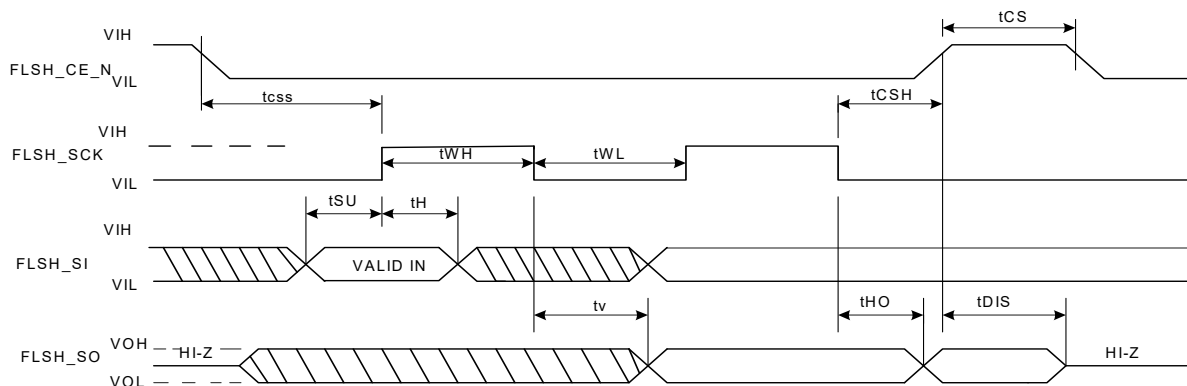 tCS
VIH
FLSH_CE_N
VIL
tcss
tCSH
VIH
FLSH_SCK
tWH
tWL
VIL
tSU
tH
VIH
FLSH_SI
VALID IN
VIL
tv
tHO
tDIS
VOH
HI-Z
HI-Z
FLSH_SO
VOL